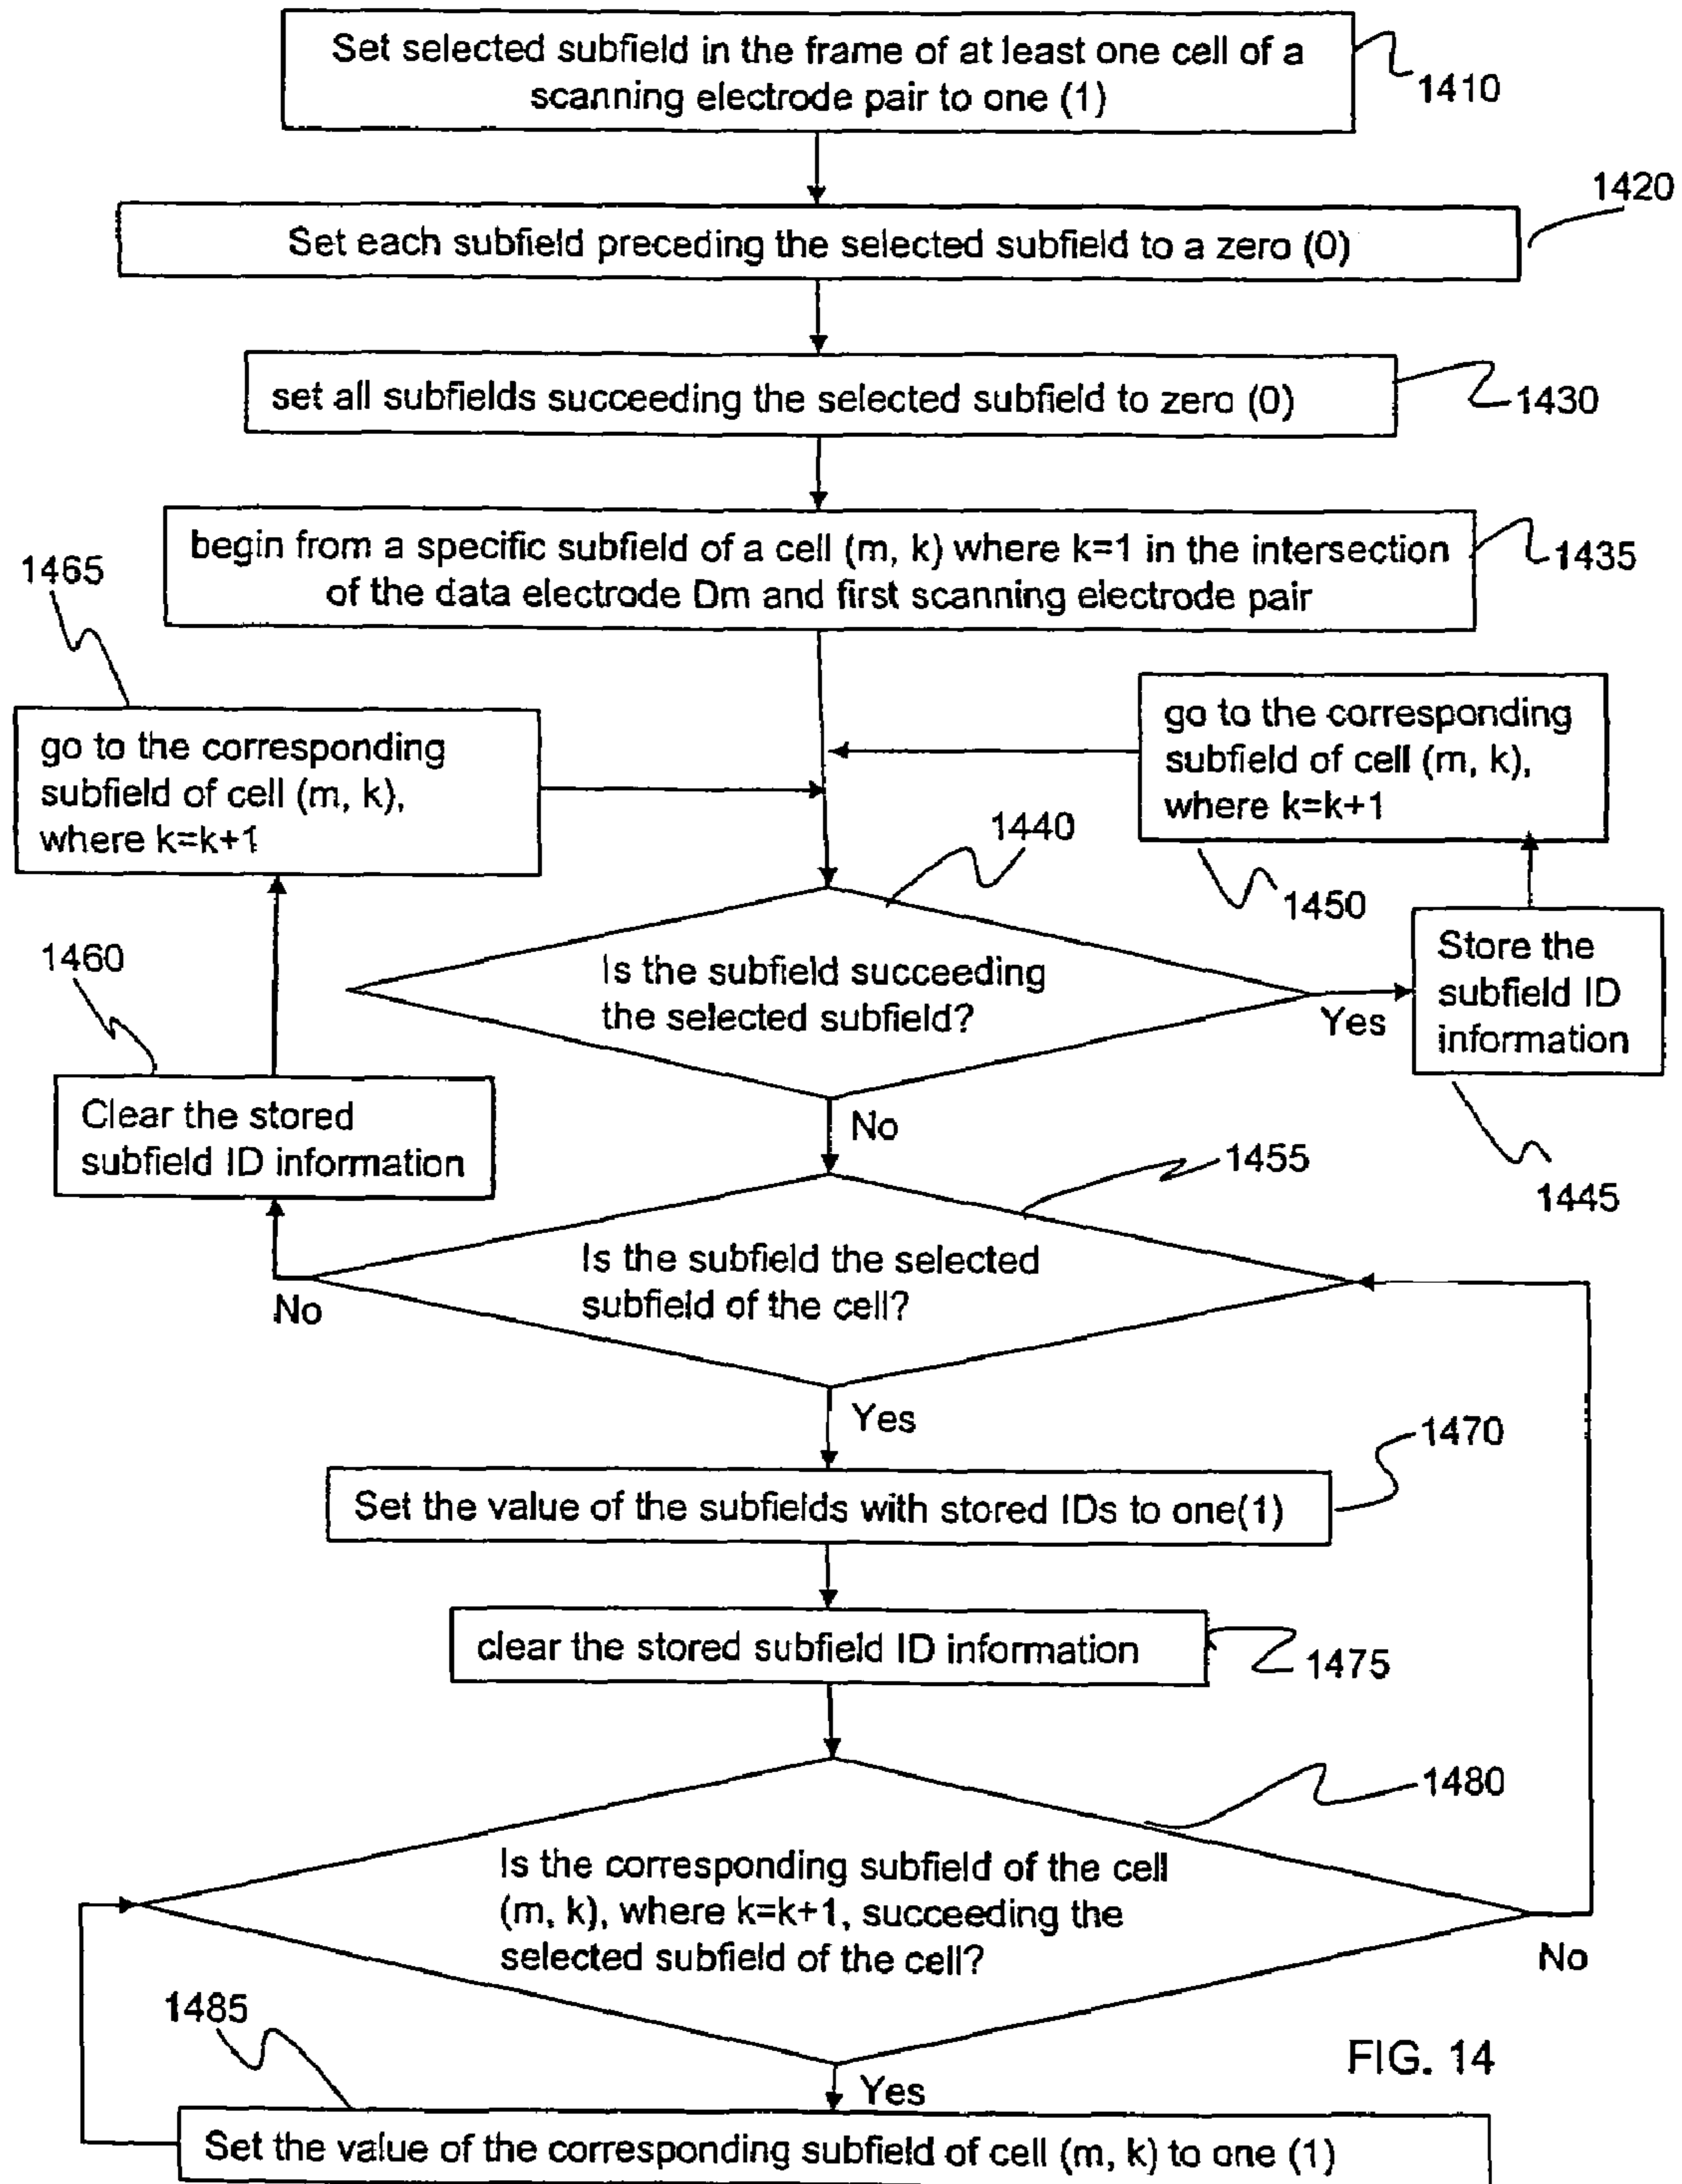 Set selected subfield in the frame of at least one cell of a
scanning electrode pair to one (1)
1410
1420
Set each subfield preceding the selected subfield to a zero (0)
set all subfields succeeding the selected subfield to zero (0)
1430
begin from a specific subfield of a cell (m, k) where k=1 in the intersection
of the data electrode Dm and first scanning electrode pair
1435
1465
go to the corresponding
subfield of cell (m, k),
where k=k+1
go to the corresponding
subfield of cell (m, k),
where k=k+1
1440
1450
1460
Is the subfield succeeding
the selected subfield?
Yes
Store the
subfield ID
information
1445
Clear the stored
subfield ID information
No
1455
Is the subfield the selected
subfield of the cell?
No
Yes
1470
Set the value of the subfields with stored IDs to one(1)
clear the stored subfield ID information
1475
1480
Is the corresponding subfield of the cell
(m, k), where k=k+1, succeeding the
selected subfield of the cell?
No
1485
FIG. 14
Yes
Set the value of the corresponding subfield of cell (m, k) to one (1)